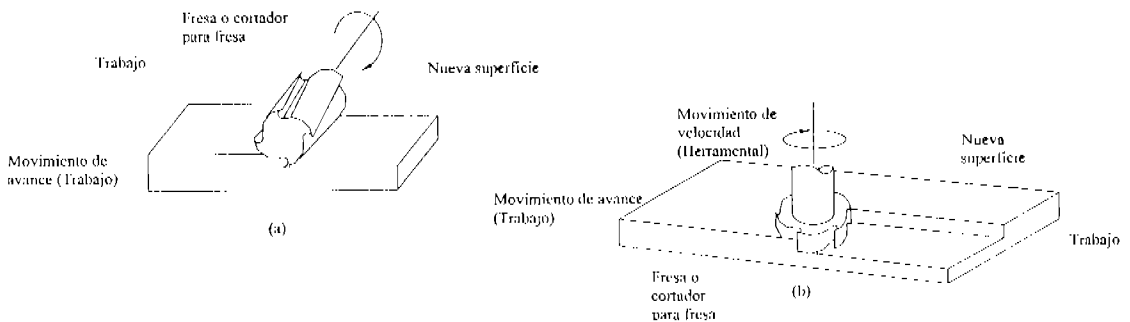 Fresa o cortador
para fresa
Trabajo
Nueva superficie
Movimiento de
avance (Trabajo)
(a)
Movimiento de
velocidad
(Herramental)
Nueva
superficie
Movimiento de avance
(Trabajo)
Trabajo
Fresa o
cortador
para fresa
(b)